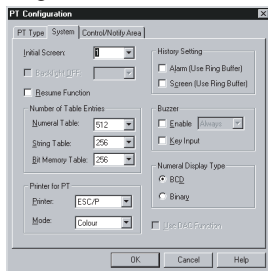 PT Configuration
PT Type System Control/Notify Area
Initial Screen: 1
Backlight OFF
Resume Function
Number of Table Entries
Numeral Table: 512
String Table: 256
Bit Memory Table: 256
Printer for PT
Printer: ESC/P
Mode: Colour
History Setting
Alarm (Use Ring Buffer)
Screen (Use Ring Buffer)
Buzzer
Enable Always
Key Input
Numeral Display Type
BCD
Binary
Use DAC Function
OK Cancel Help